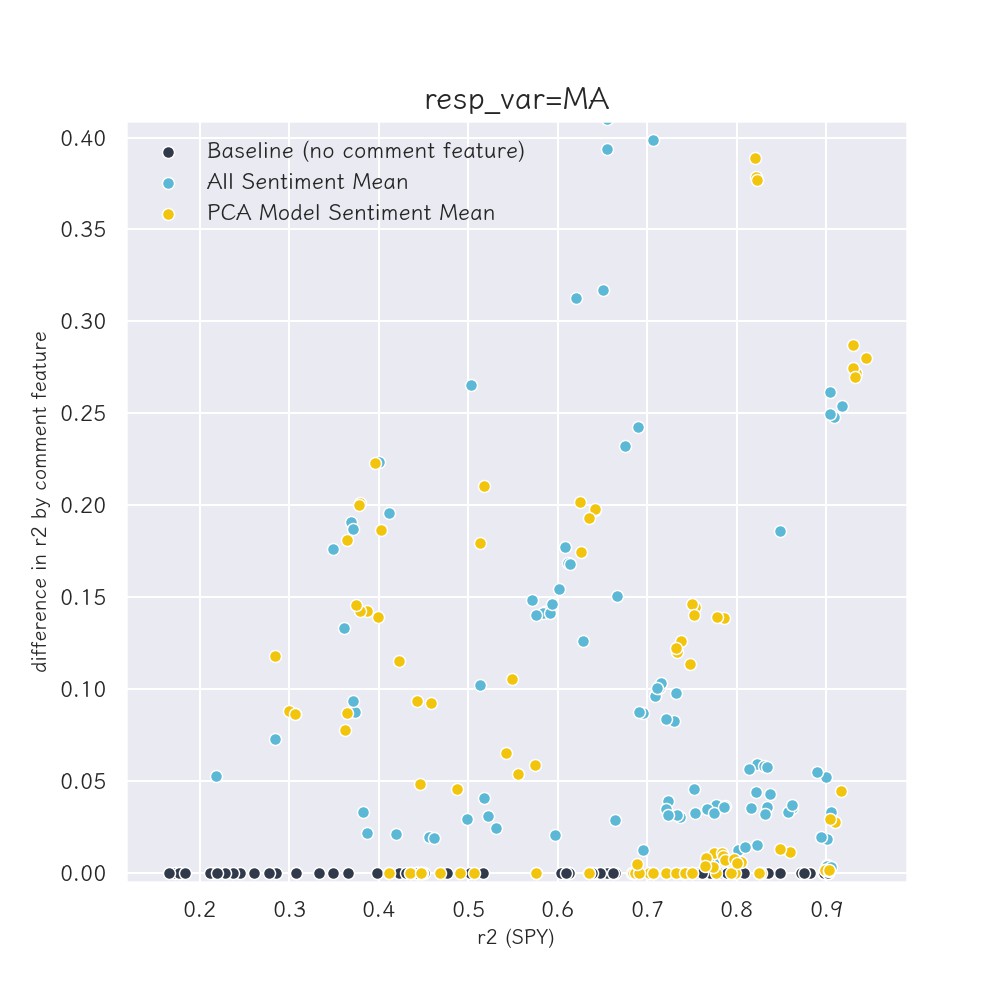 resp_var=MA
Baseline (no comment feature)
All Sentiment Mean
PCA Model Sentiment Mean
difference in r2 by comment feature
0.40
0.35
0.30
0.25
0.20
0.15
0.10
0.05
0.00
0.2 0.3 0.4 0.5 0.6 0.7 0.8 0.9
r2 (SPY)